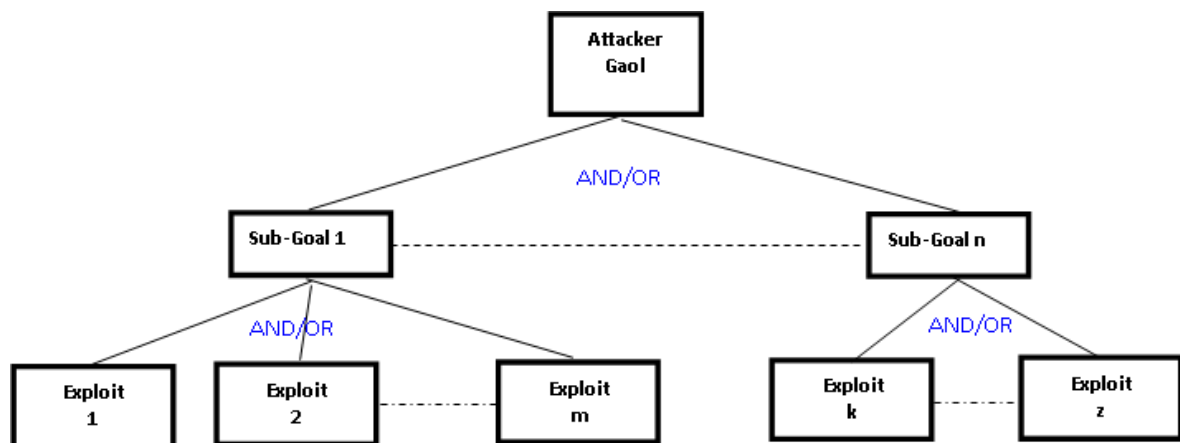 Attacker
Gaol
AND/OR
Sub-Goal 1
Sub-Goal n
AND/OR
AND/OR
Exploit
1
Exploit
2
Exploit
m
Exploit
k
Exploit
z